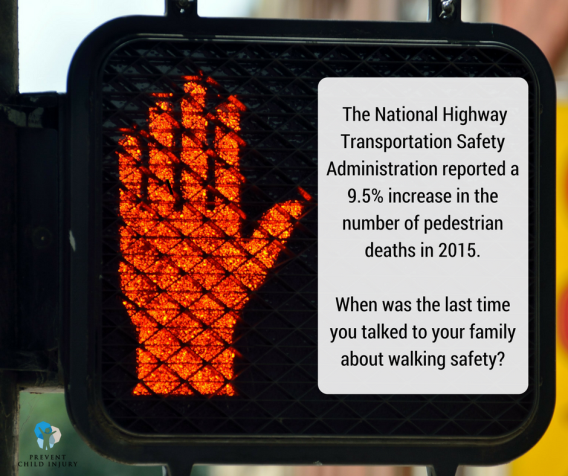 The National Highway
Transportation Safety
Administration reported a
9.5% increase in the
number of pedestrian
deaths in 2015.
When was the last time
you talked to your family
about walking safety?
PREVENT
CHILD INJURY